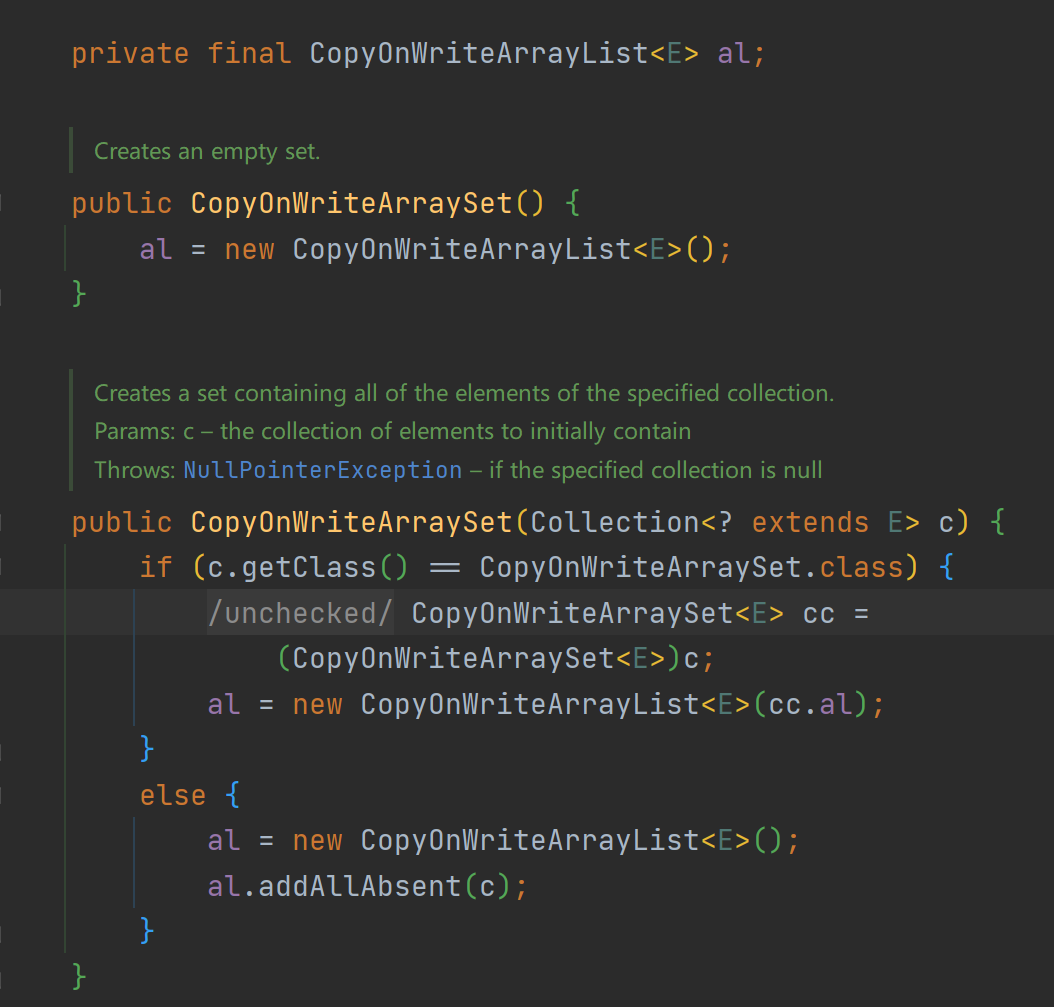 private final CopyOnWriteArrayList<E> al;
Creates an empty set.
public CopyOnWriteArraySet() {
al = new CopyOnWriteArrayList<E>();
}
Creates a set containing all of the elements of the specified collection.
Params: c – the collection of elements to initially contain
Throws: NullPointerException – if the specified collection is null
public CopyOnWriteArraySet(Collection<? extends E> c) {
if (c.getClass() == CopyOnWriteArraySet.class) {
/unchecked/ CopyOnWriteArraySet<E> cc =
(CopyOnWriteArraySet<E>)c;
al = new CopyOnWriteArrayList<E>(cc.al);
}
else {
al = new CopyOnWriteArrayList<E>();
al.addAllAbsent(c);
}
}